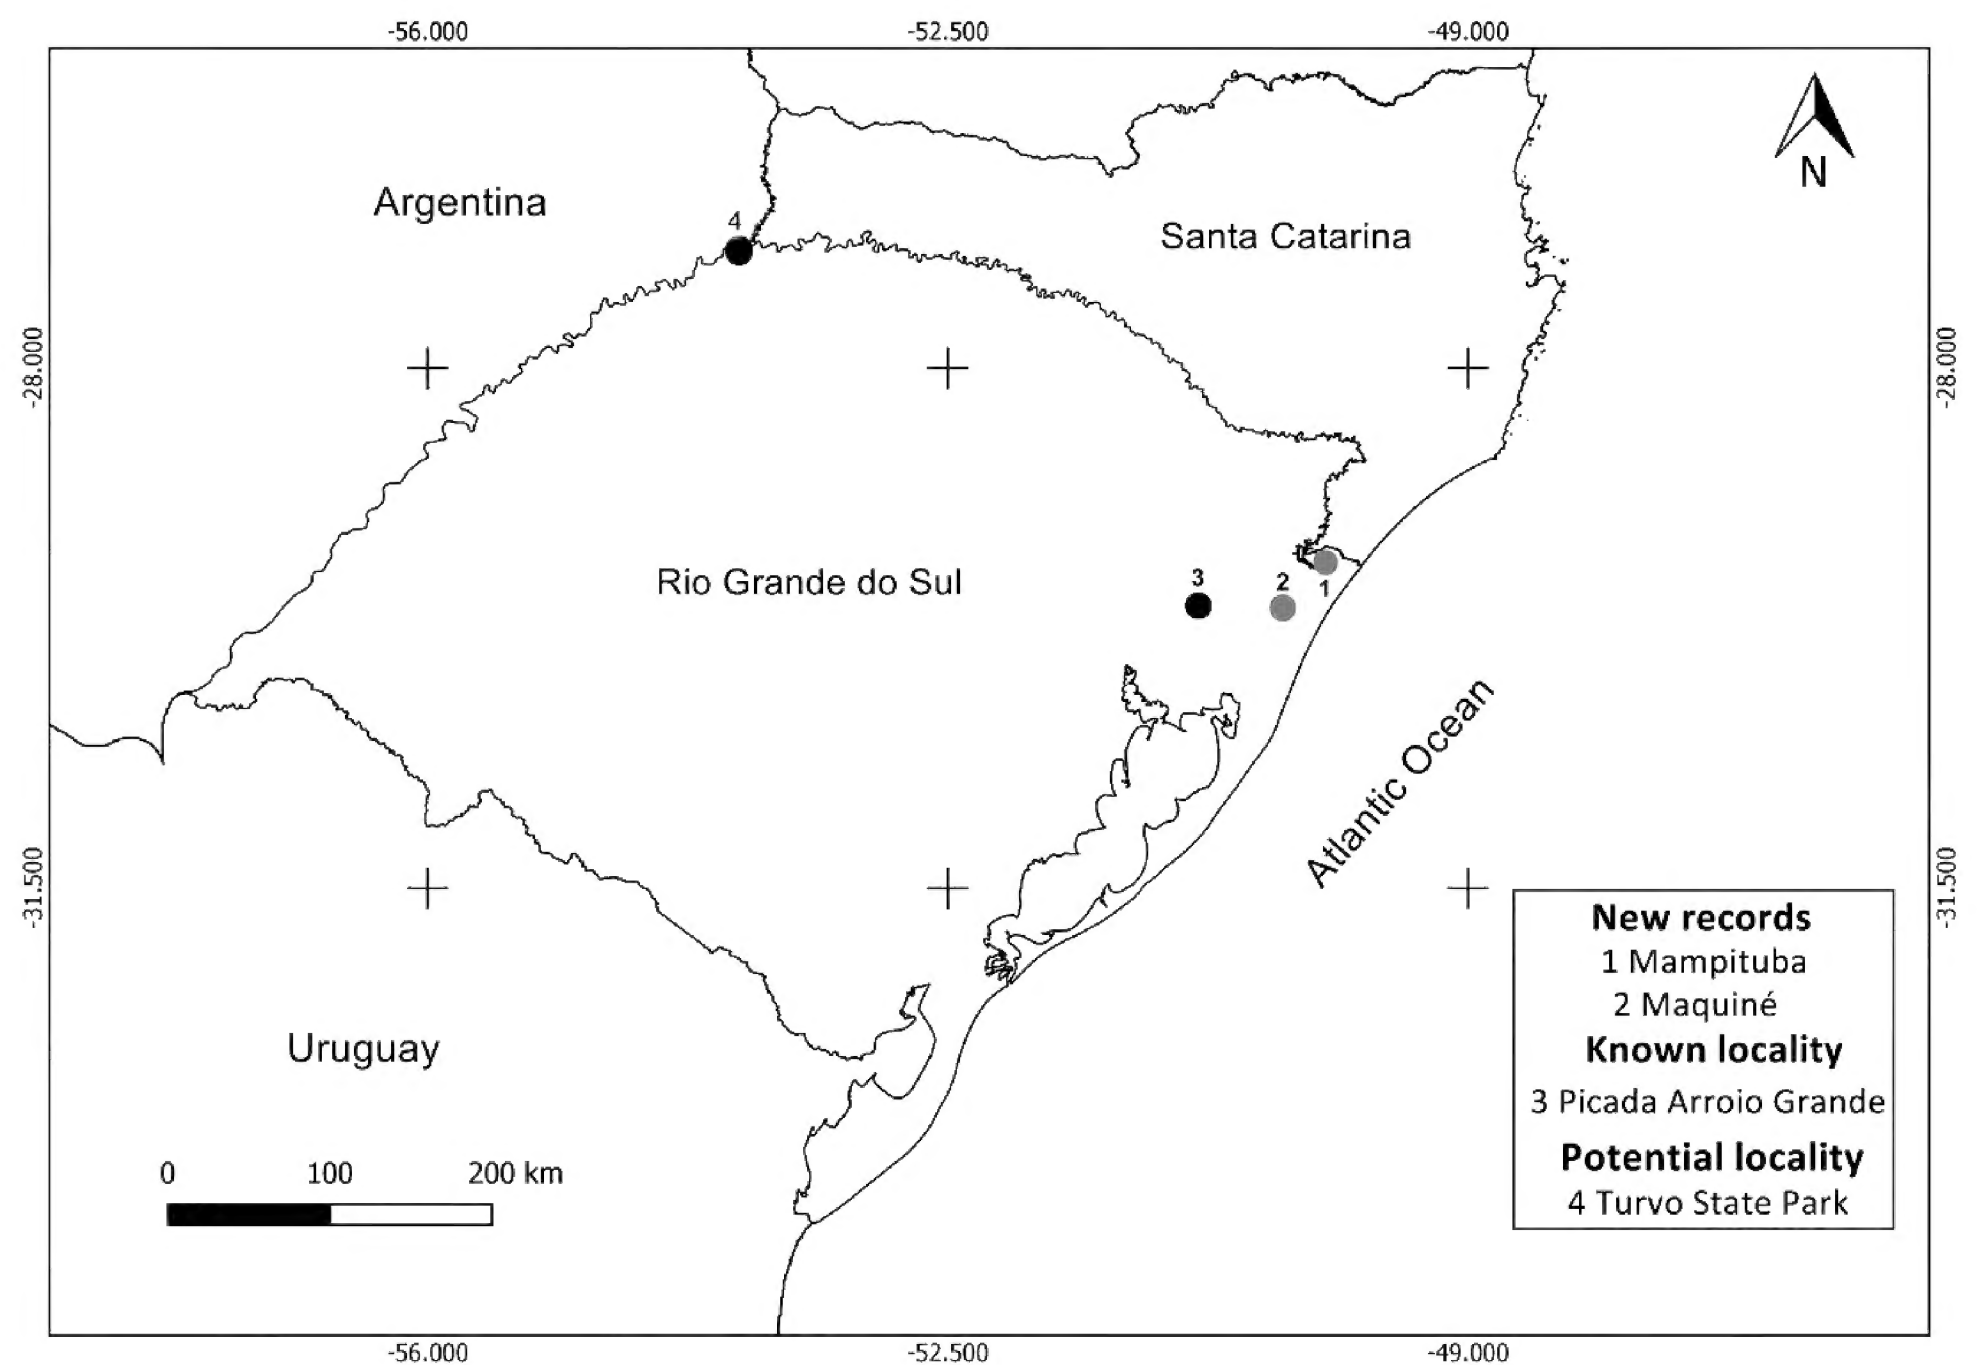 -56.000
-52.500
-49.000
N
Argentina
4
Santa Catarina
-28.000
-28.000
Rio Grande do Sul
3
2
1
Atlantic Ocean
-31.500
-31.500
New records
1 Mampituba
2 Maquiné
Known locality
3 Picada Arroio Grande
Potential locality
4 Turvo State Park
Uruguay
0
100
200 km
-56.000
-52.500
-49.000